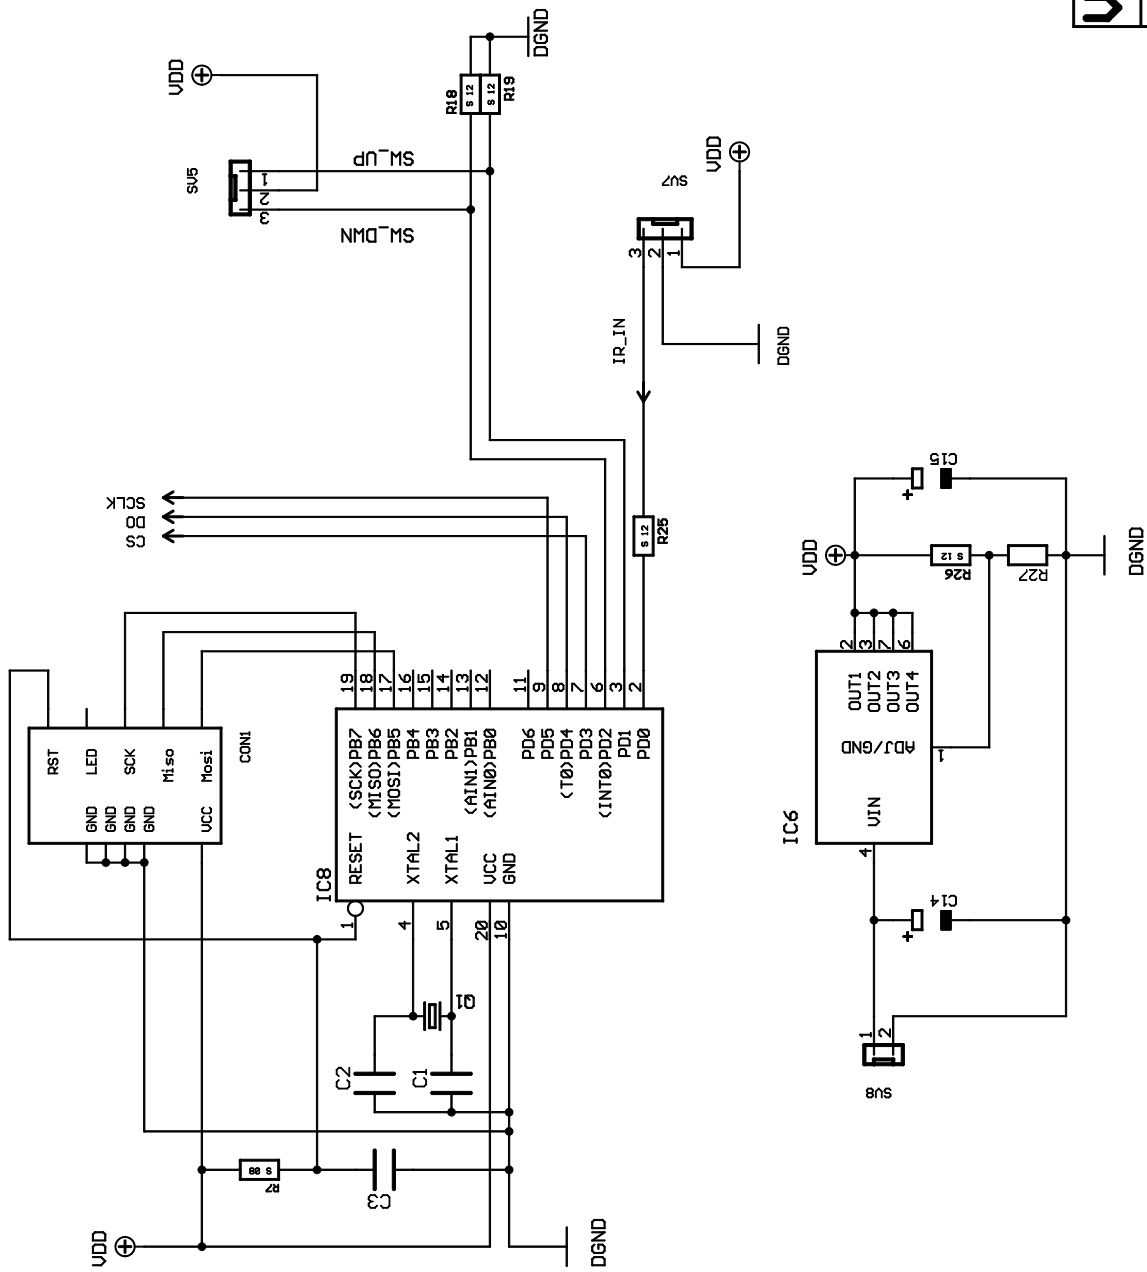 DGND
VDD
R18
S 12
S 12
R19
SV5
1
2
3
SW_UP
SW_DWN
SV7
VDD
3
2
1
IR_IN
DGND
SCLK
DO
CS
S 12
R25
C15
+
VDD
S 12
R26
R27
DGND
RST
LED
SCK
Miso
Mosi
GND
GND
GND
GND
VCC
CON1
19
18
17
16
15
14
13
12
11
9
8
7
6
3
2
(SCK)PB7
(MISO)PB6
(MOSI)PB5
PB4
PB3
PB2
(AIN1)PB1
(AIN0)PB0
PD6
PD5
(T0)PD4
PD3
(INT0)PD2
PD1
PD0
RESET
XTAL2
XTAL1
VCC
GND
IC8
1
4
5
20
10
2
3
7
6
OUT1
OUT2
OUT3
OUT4
ADJ/GND
1
VIN
IC6
4
C14
+
1
2
SV8
Q1
C2
C1
S 08
R7
C3
VDD
DGND